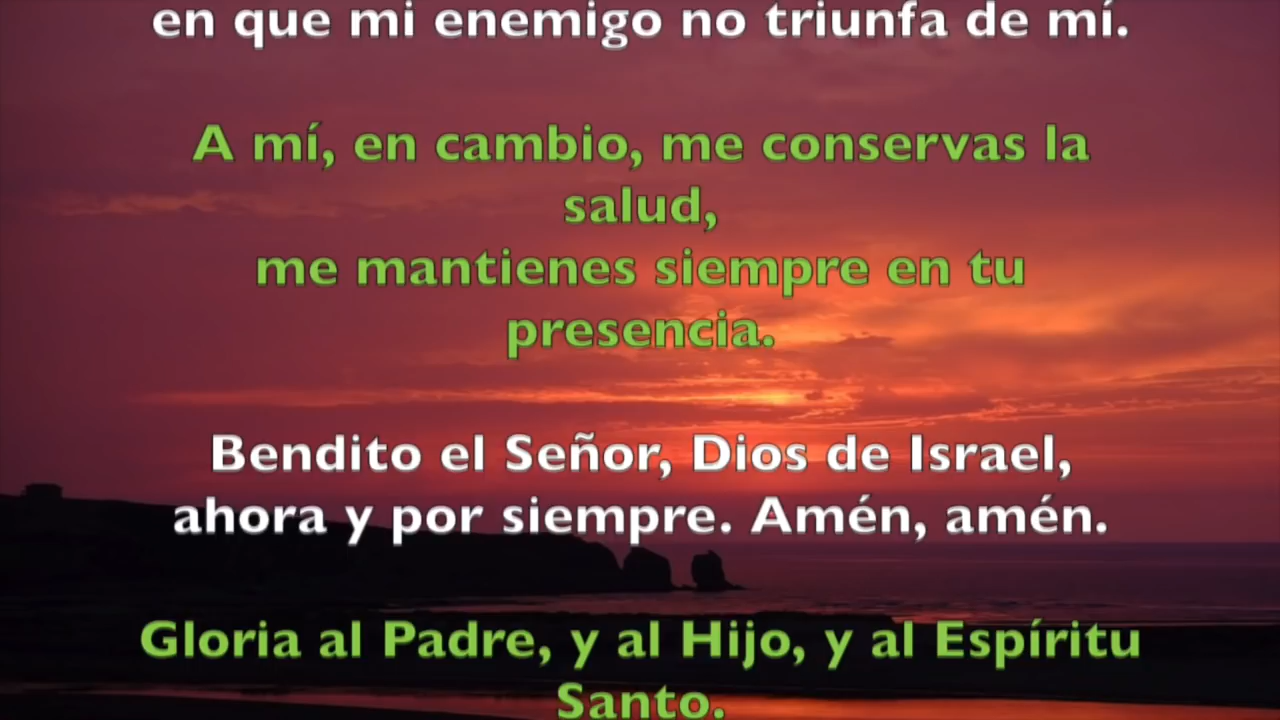 en que mi enemigo no triunfa de mí.
A mí, en cambio, me conservas la
salud,
me mantienes siempre en tu
presencia.
Bendito el Señor, Dios de Israel,
ahora y por siempre. Amén, amén.
Gloria al Padre, y al Hijo, y al Espíritu
Santo.